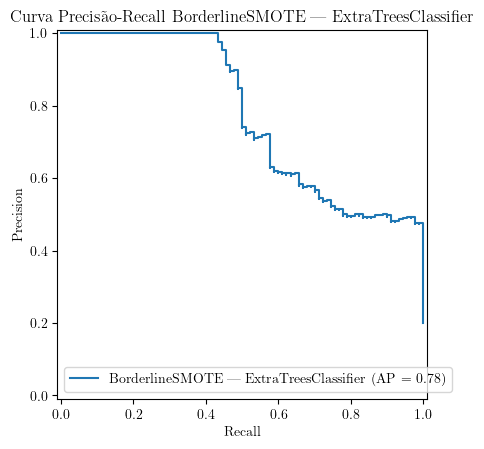 Curva Precisão-Recall BorderlineSMOTE — ExtraTreesClassifier
1.0
0.8
0.6
0.4
0.2
0.0
Precision
BorderlineSMOTE — ExtraTreesClassifier (AP = 0.78)
0.0 0.2 0.4 0.6 0.8 1.0
Recall